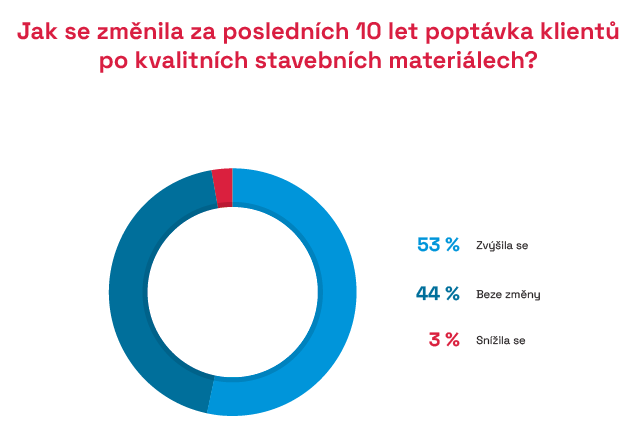 Jak se změnila za posledních 10 let poptávka klientů
po kvalitních stavebních materiálech?
53 % Zvýšila se
44 % Beze změny
3 % Snížila se